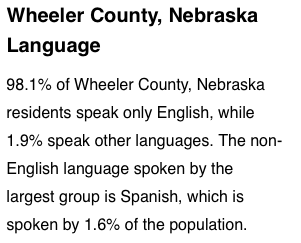 Wheeler County, Nebraska
Language
98.1% of Wheeler County, Nebraska
residents speak only English, while
1.9% speak other languages. The non-
English language spoken by the
largest group is Spanish, which is
spoken by 1.6% of the population.